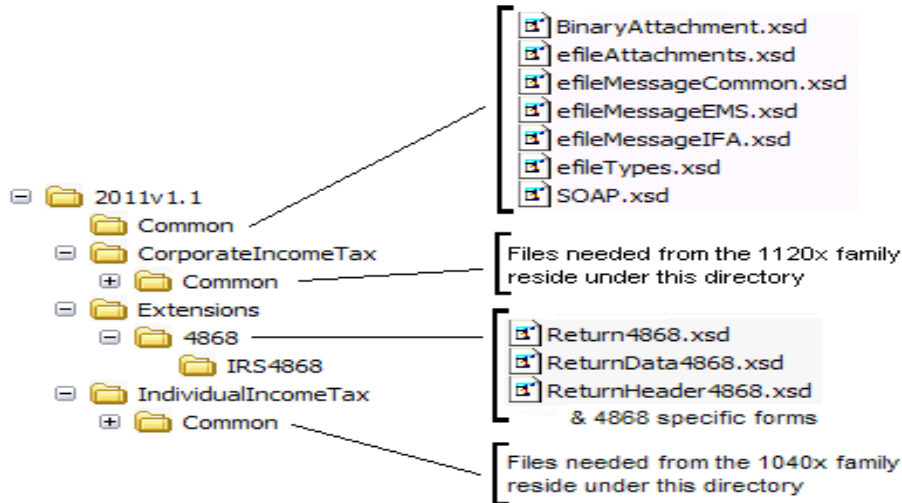 2011v1.1
Common
CorporateIncomeTax
Common
Extensions
4868
IRS4868
IndividualIncomeTax
Common
BinaryAttachment.xsd
efileAttachments.xsd
efileMessageCommon.xsd
efileMessageEMS.xsd
efileMessageIFA.xsd
efileTypes.xsd
SOAP.xsd
Files needed from the 1120x family
reside under this directory
Return4868.xsd
ReturnData4868.xsd
ReturnHeader4868.xsd
& 4868 specific forms
Files needed from the 1040x family
reside under this directory